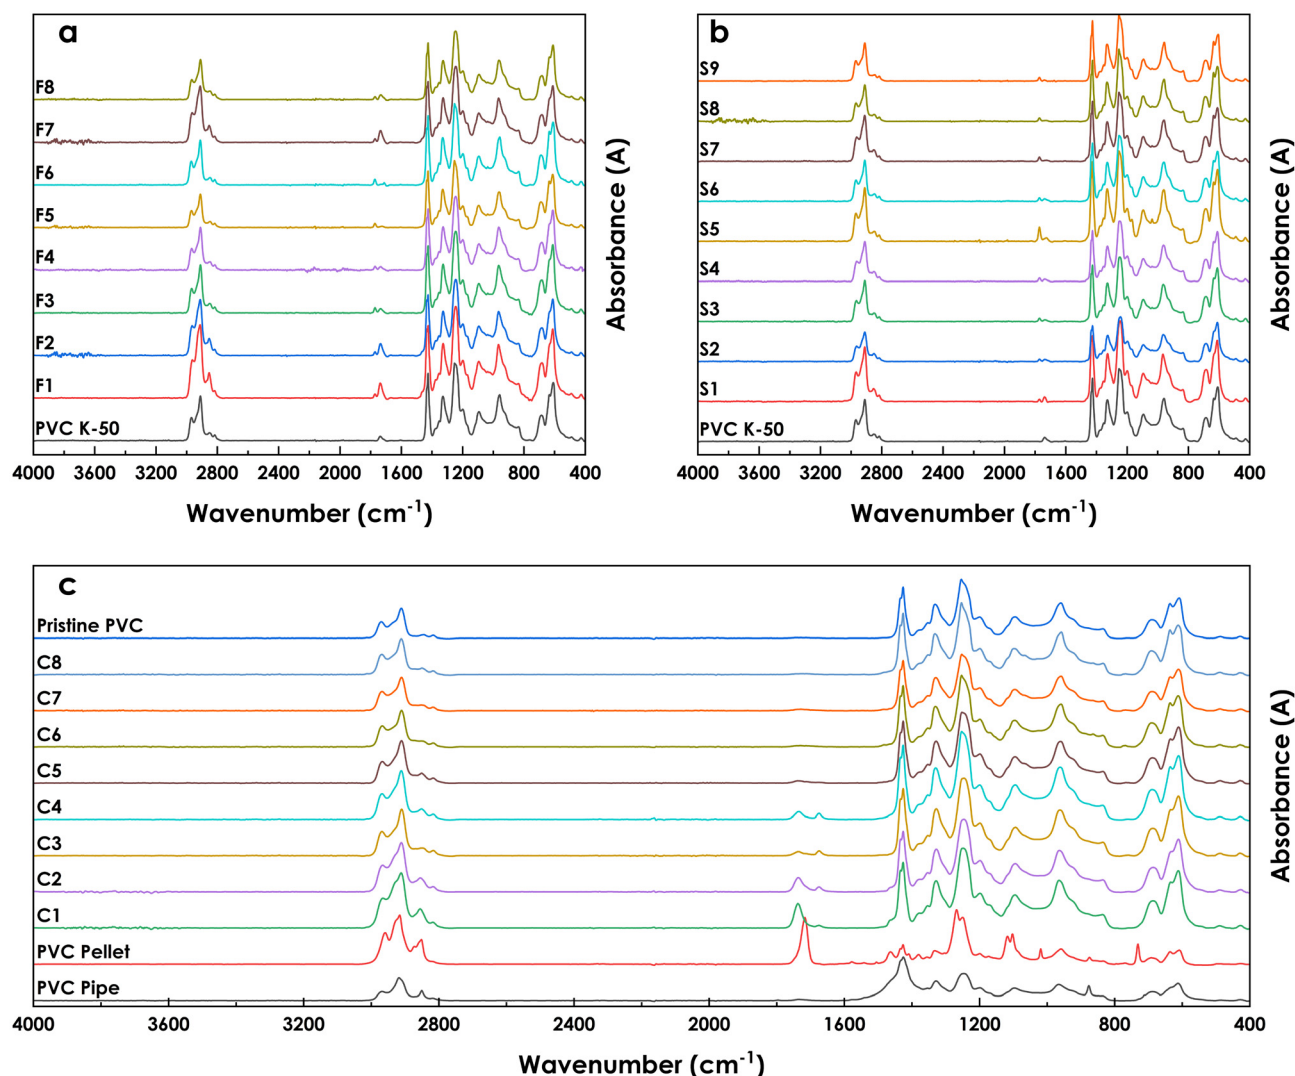 a
F8
F7
F6
F5
F4
F3
F2
F1
PVC K-50
4000 3600 3200 2800 2400 2000 1600 1200 800 400
Wavenumber (cm-1)
Absorbance (A)
b
S9
S8
S7
S6
S5
S4
S3
S2
S1
PVC K-50
4000 3600 3200 2800 2400 2000 1600 1200 800 400
Wavenumber (cm-1)
Absorbance (A)
c
Pristine PVC
C8
C7
C6
C5
C4
C3
C2
C1
PVC Pellet
PVC Pipe
4000 3600 3200 2800 2400 2000 1600 1200 800 400
Wavenumber (cm-1)
Absorbance (A)